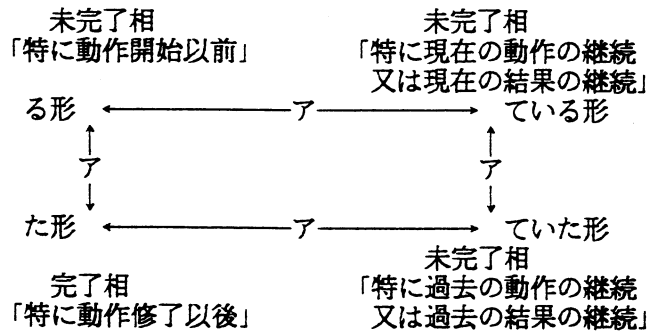 未完了相
「特に動作開始以前」
未完了相
「特に現在の動作の継続
又は現在の結果の継続」
る形
ア
ている形
ア
ア
た形
ア
ていた形
完了相
「特に動作修了以後」
未完了相
「特に過去の動作の継続
又は過去の結果の継続」